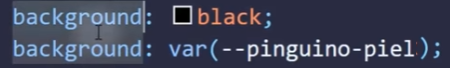 background: black;
background: var(--pinguino-piel);